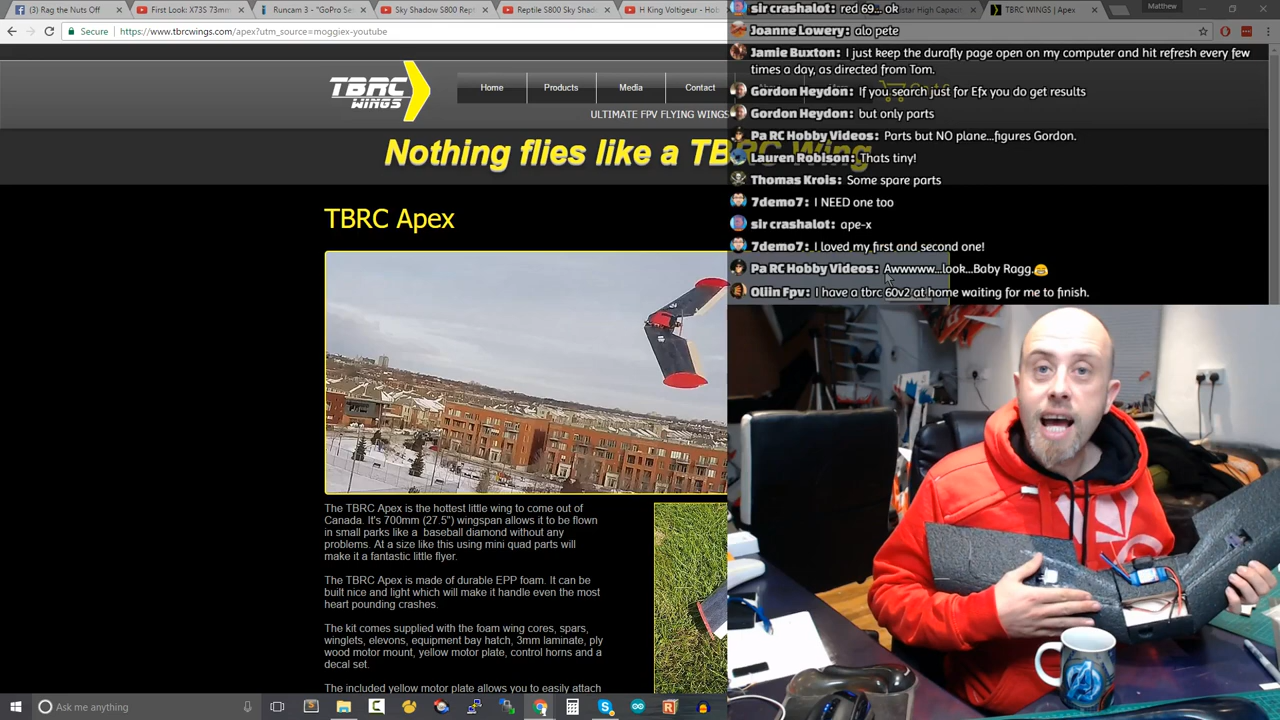 (3) Rag the Nuts Off
First Look: X73S 73mm
Runcam 3 - "GoPro Ses
Sky Shadow S800 Rep
Reptile S800 Sky Shado
H King Voltigeur - Hob
star High Capaci
TBRC WINGS | Apex
Matthew
Secure
https://www.tbrcwings.com/apex?utm_source=moggiex-youtube
TBRC
WINGS
Home
Products
Media
Contact
ULTIMATE FPV FLYING WINGS
Nothing flies like a TBRC Wing
TBRC Apex
The TBRC Apex is the hottest little wing to come out of
Canada. It's 700mm (27.5") wingspan allows it to be flown
in small parks like a baseball diamond without any
problems. At a size like this using mini quad parts will
make it a fantastic little flyer.
The TBRC Apex is made of durable EPP foam. It can be
built nice and light which will make it handle even the most
heart pounding crashes.
The kit comes supplied with the foam wing cores, spars,
winglets, elevons, equipment bay hatch, 3mm laminate, ply
wood motor mount, yellow motor plate, control horns and a
decal set.
The included yellow motor plate allows you to easily attach
sir crashalot: red 69... ok
Joanne Lowery: alo pete
Jamie Buxton: I just keep the durafly page open on my computer and hit refresh every few
times a day, as directed from Tom.
Gordon Heydon: If you search just for Efx you do get results
Gordon Heydon: but only parts
Pa RC Hobby Videos: Parts but NO plane...figures Gordon.
Lauren Robison: Thats tiny!
Thomas Krois: Some spare parts
7demo7: I NEED one too
sir crashalot: ape-x
7demo7: I loved my first and second one!
Pa RC Hobby Videos: Awwwww...look...Baby Ragg.
Oliin Fpv: I have a tbrc 60v2 at home waiting for me to finish.
Ask me anything